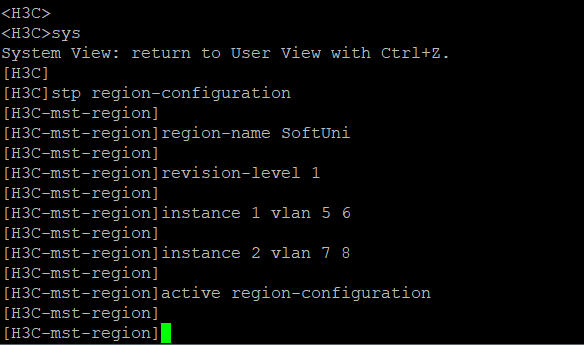 <H3C>
<H3C>sys
System View: return to User View with Ctrl+Z.
[H3C]
[H3C]stp region-configuration
[H3C-mst-region]
[H3C-mst-region]region-name SoftUni
[H3C-mst-region]
[H3C-mst-region]revision-level 1
[H3C-mst-region]
[H3C-mst-region]instance 1 vlan 5 6
[H3C-mst-region]
[H3C-mst-region]instance 2 vlan 7 8
[H3C-mst-region]
[H3C-mst-region]active region-configuration
[H3C-mst-region]
[H3C-mst-region]